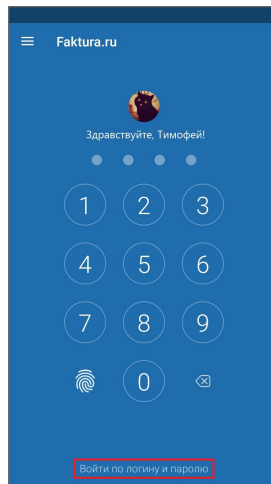 Faktura.ru
Здравствуйте, Тимофей!
1 2 3
4 5 6
7 8 9
0
Войти по логину и паролю